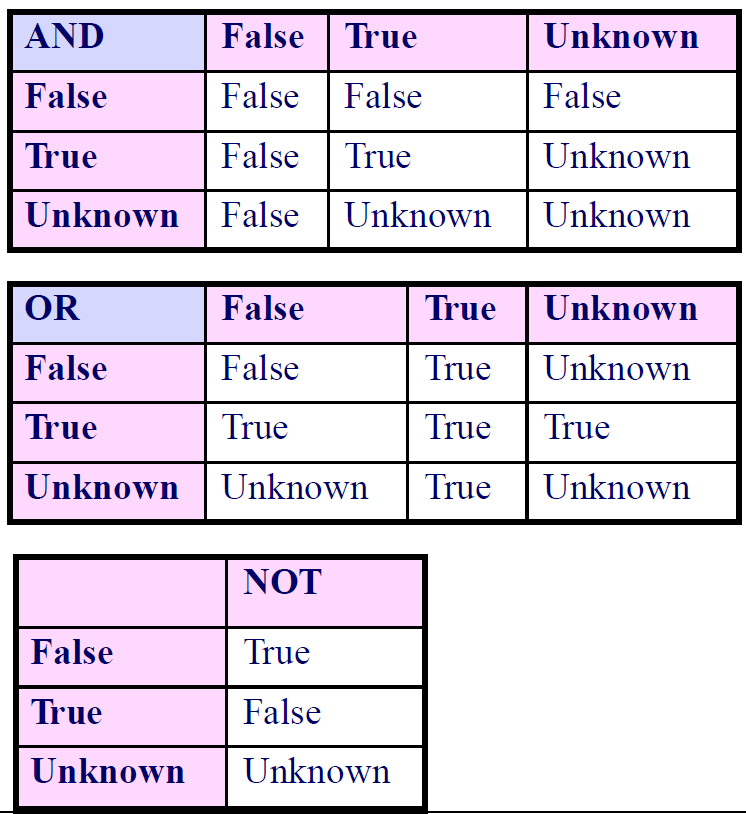 AND False True Unknown
False False False False
True False True Unknown
Unknown False Unknown Unknown
OR False True Unknown
False False True Unknown
True True True True
Unknown Unknown True Unknown
NOT
False True
True False
Unknown Unknown